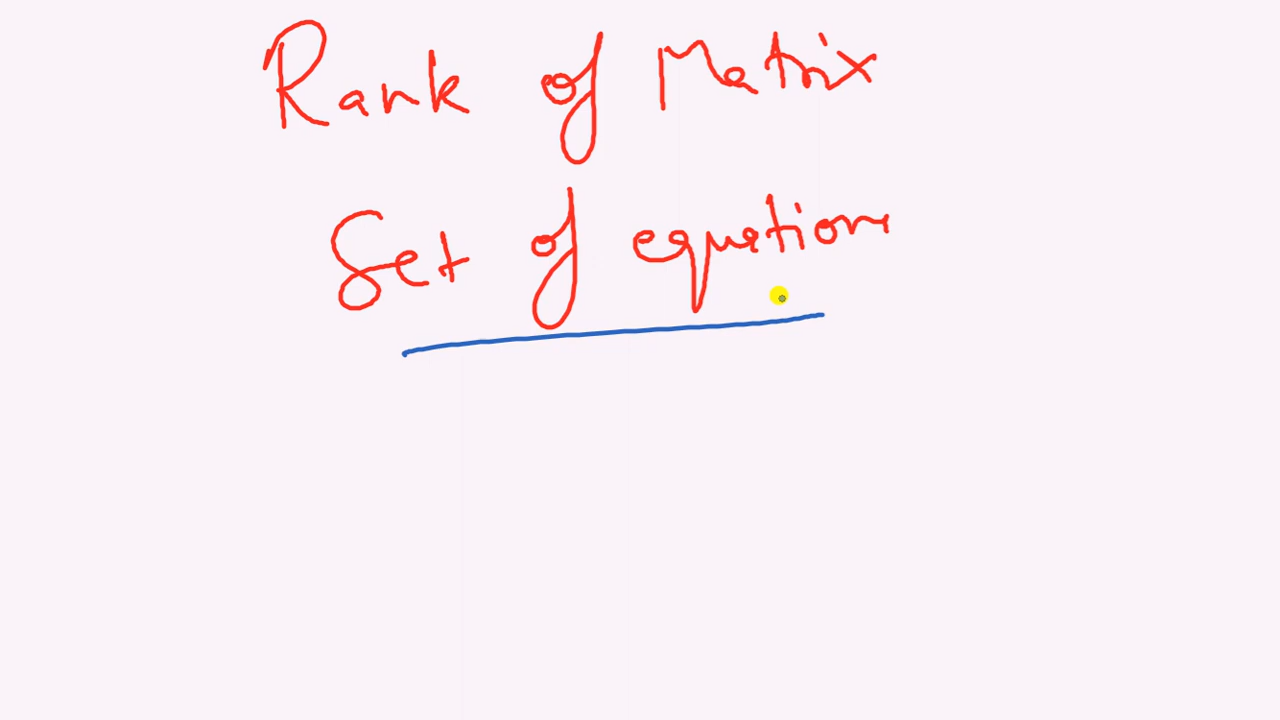 Rank of Matrix
Set of equations